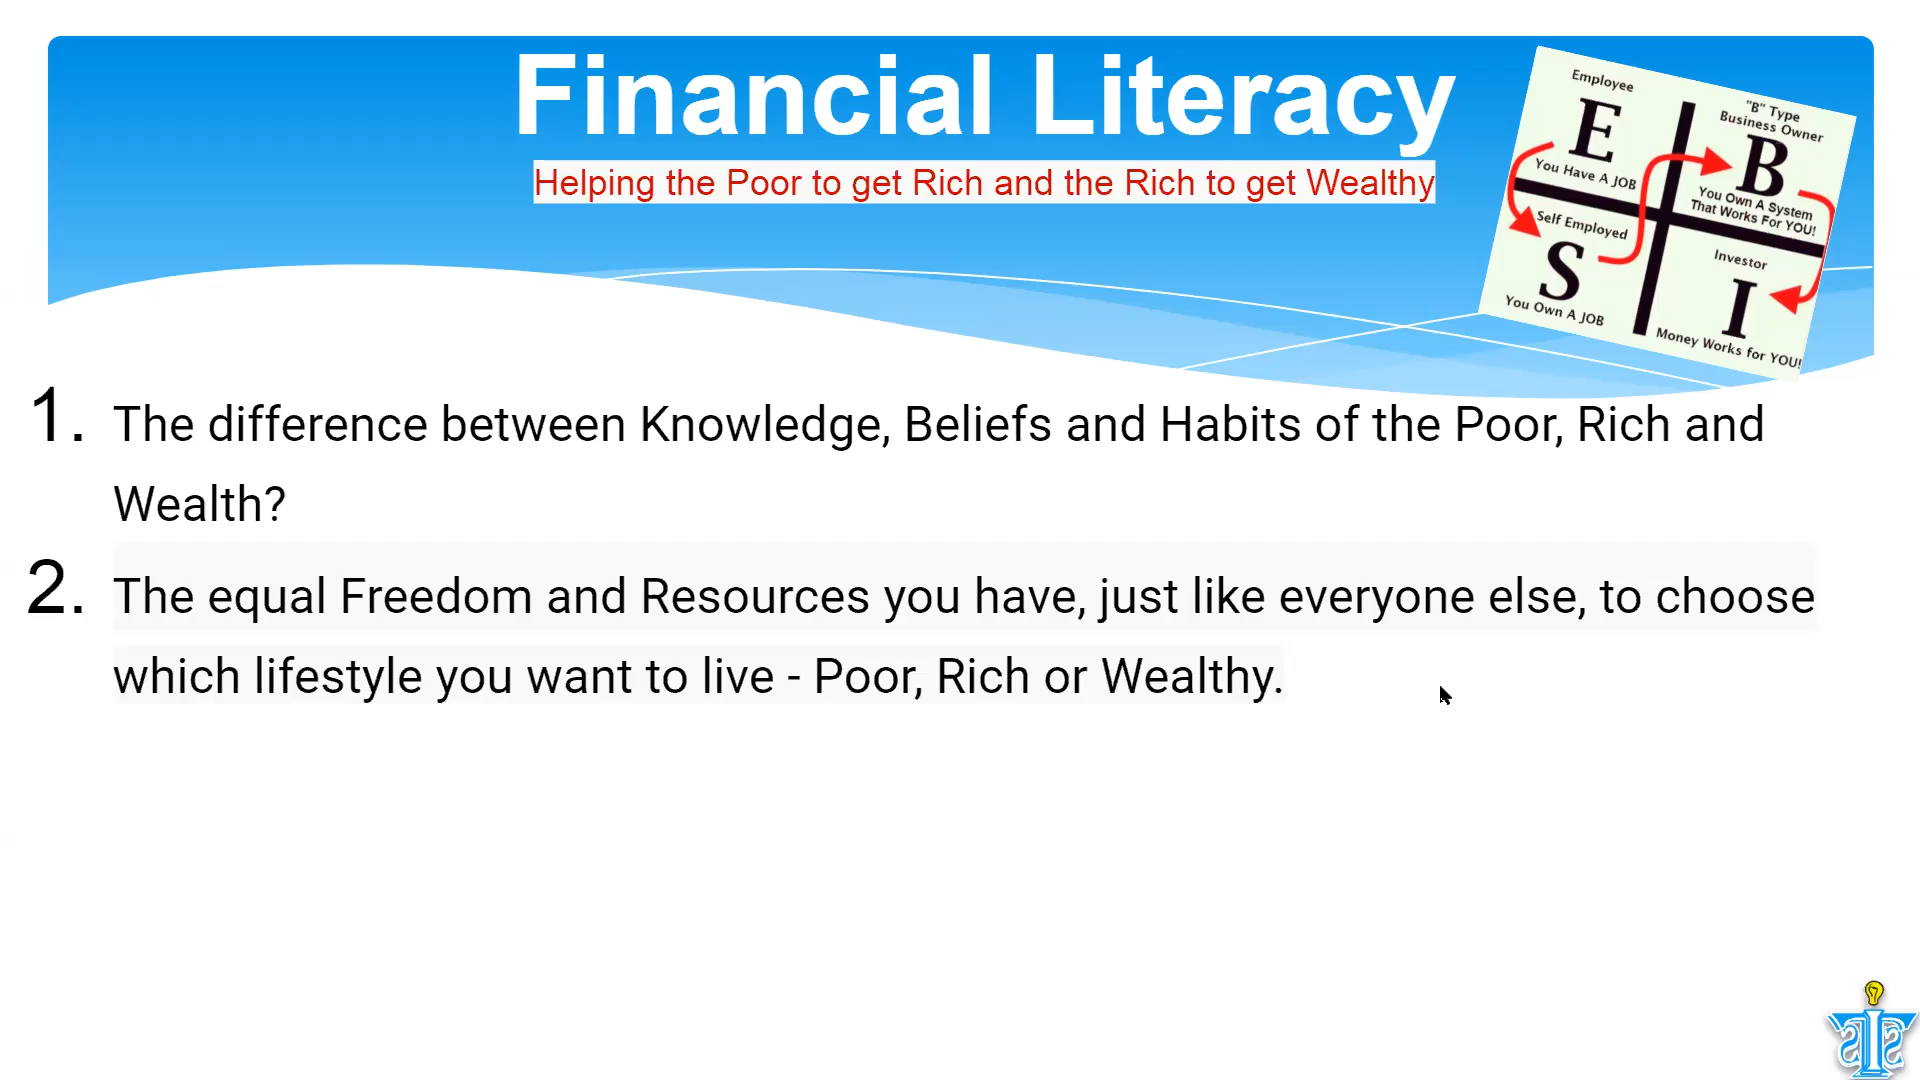 Financial Literacy
Helping the Poor to get Rich and the Rich to get Wealthy
Employee
E
You Have A JOB
"B" Type
Business Owner
B
You Own A System
That Works For YOU!
Self Employed
S
You Own A JOB
Investor
I
Money Works for YOU!
1. The difference between Knowledge, Beliefs and Habits of the Poor, Rich and
Wealth?
2. The equal Freedom and Resources you have, just like everyone else, to choose
which lifestyle you want to live - Poor, Rich or Wealthy.